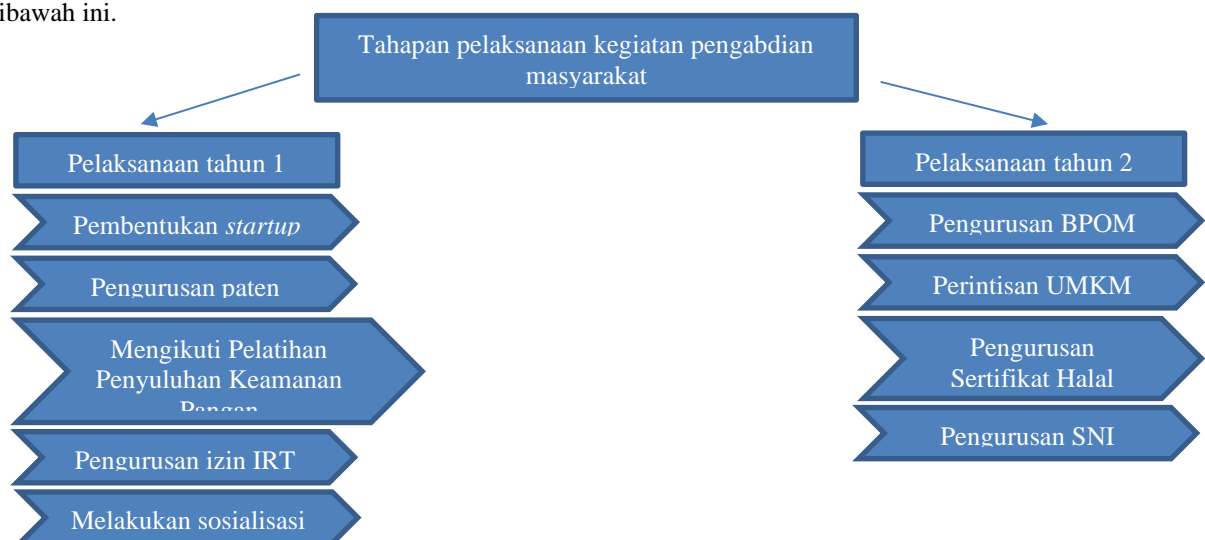 ibawah ini.
Tahapan pelaksanaan kegiatan pengabdian
masyarakat
Pelaksanaan tahun 1
Pembentukan startup
Pengurusan paten
Mengikuti Pelatihan
Penyuluhan Keamanan
Pangan
Pengurusan izin IRT
Melakukan sosialisasi
Pelaksanaan tahun 2
Pengurusan BPOM
Perintisan UMKM
Pengurusan
Sertifikat Halal
Pengurusan SNI